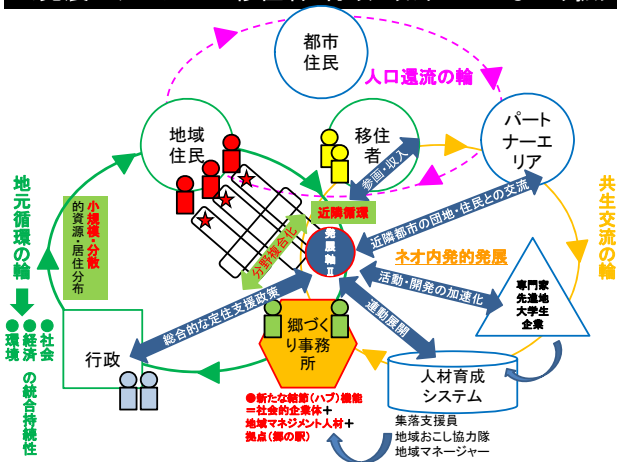 都市
住民
人口還流の輪
地域
住民
移住
者
パート
ナーエ
リア
参画・収入
近隣循環
地元循環の輪
小規模・分散
的資源・居住分布
分野複合化
発展軸Ⅱ
近隣都市の団地・住民との交流
共生交流の輪
ネオ内発的発展
活動・開発の加速化
専門家
先進地
大学生
企業
総合的な定住支援政策
連動展開
●社会
●経済 の統合持続性
●環境
行政
郷づく
り事務
所
人材育成
システム
●新たな結節(ハブ)機能
=社会的企業体+
地域マネジメント人材+
拠点(郷の駅)
集落支援員
地域おこし協力隊
地域マネージャー